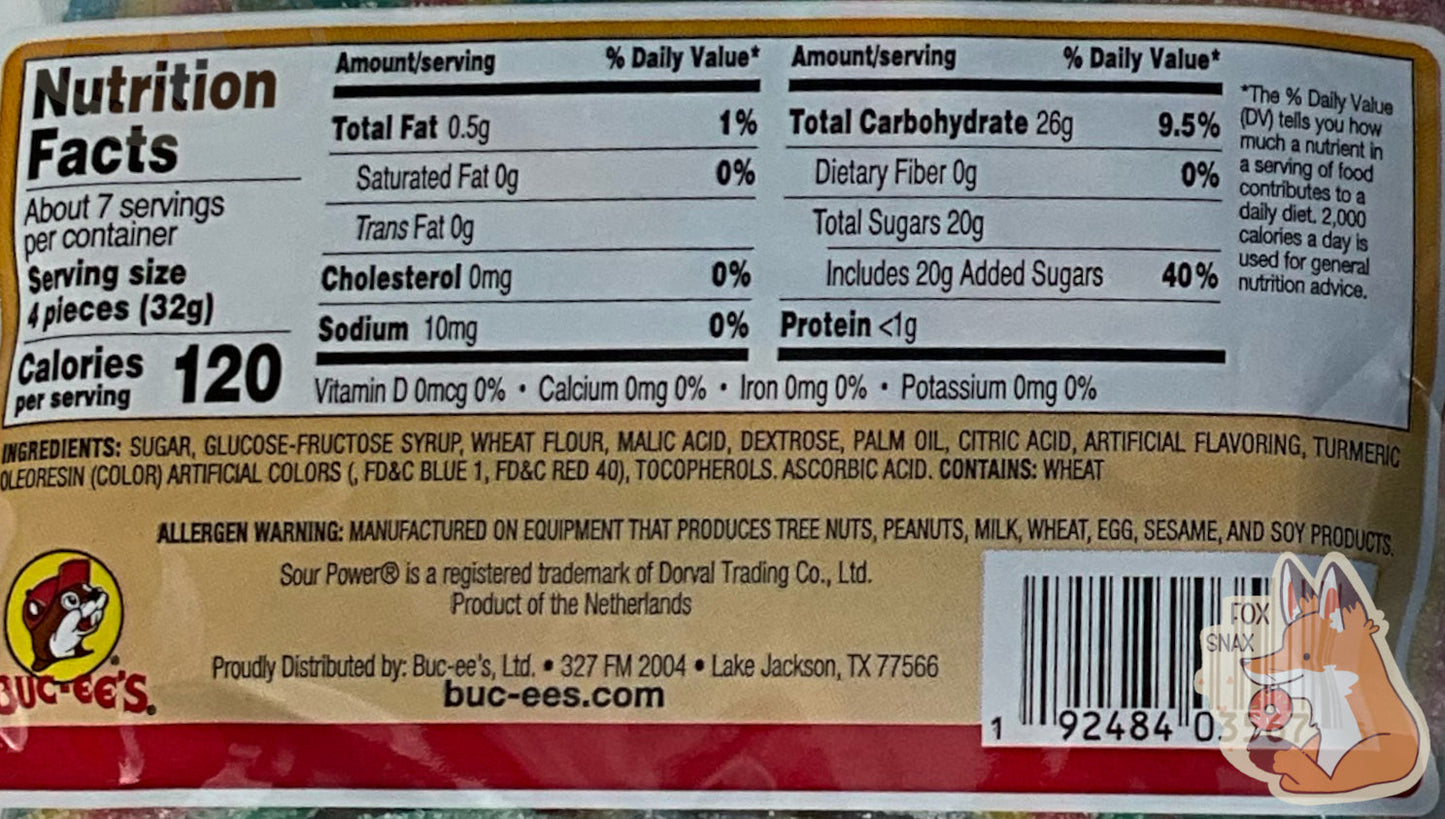 Nutrition
Facts
About 7 servings
per container
Serving size
4 pieces (32g)
Calories 120
per serving
Amount/serving % Daily Value*
Total Fat 0.5g 1%
Saturated Fat 0g 0%
Trans Fat 0g
Cholesterol 0mg 0%
Sodium 10mg 0%
Amount/serving % Daily Value*
Total Carbohydrate 26g 9.5%
Dietary Fiber 0g 0%
Total Sugars 20g
Includes 20g Added Sugars 40%
Protein <1g
Vitamin D 0mcg 0% • Calcium 0mg 0% • Iron 0mg 0% • Potassium 0mg 0%
*The % Daily Value
(DV) tells you how
much a nutrient in
a serving of food
contributes to a
daily diet. 2,000
calories a day is
used for general
nutrition advice.
INGREDIENTS: SUGAR, GLUCOSE-FRUCTOSE SYRUP, WHEAT FLOUR, MALIC ACID, DEXTROSE, PALM OIL, CITRIC ACID, ARTIFICIAL FLAVORING, TURMERIC
OLEORESIN (COLOR) ARTIFICIAL COLORS (, FD&C BLUE 1, FD&C RED 40), TOCOPHEROLS. ASCORBIC ACID. CONTAINS: WHEAT
ALLERGEN WARNING: MANUFACTURED ON EQUIPMENT THAT PRODUCES TREE NUTS, PEANUTS, MILK, WHEAT, EGG, SESAME, AND SOY PRODUCTS.
Sour Power® is a registered trademark of Dorval Trading Co., Ltd.
Product of the Netherlands
BUC-EE'S®
Proudly Distributed by: Buc-ee's, Ltd. • 327 FM 2004 • Lake Jackson, TX 77566
buc-ees.com
FOX
SNAX
1 92484